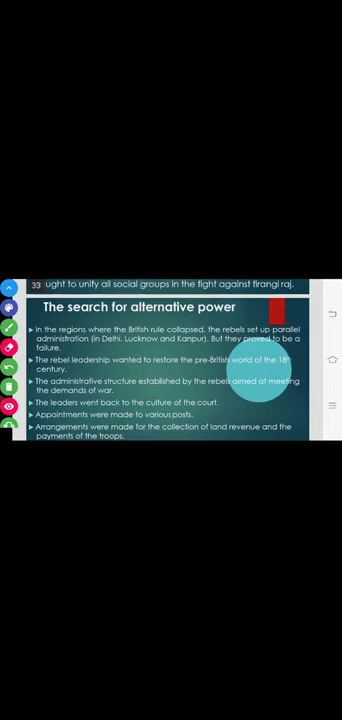 33
ught to unify all social groups in the fight against firangi raj.
The search for alternative power
In the regions where the British rule collapsed, the rebels set up parallel
administration (in Delhi, Lucknow and Kanpur). But they proved to be a
failure.
The rebel leadership wanted to restore the pre-British world of the 18th
century.
The administrative structure established by the rebels aimed at meeting
the demands of war.
The leaders went back to the culture of the court.
Appointments were made to various posts.
Arrangements were made for the collection of land revenue and the
payments of the troops.